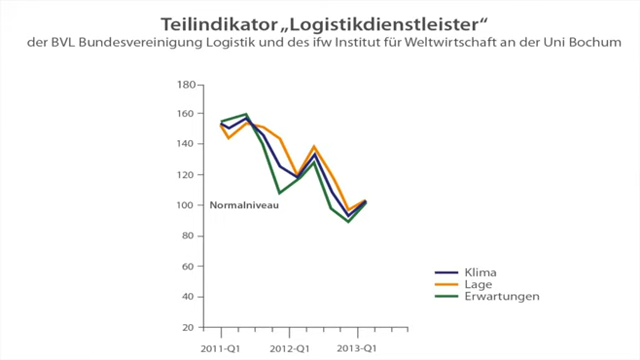 Teilindikator „Logistikdienstleister“
der BVL Bundesvereinigung Logistik und des ifw Institut für Weltwirtschaft an der Uni Bochum
180
160
140
120
100 Normalniveau
80
60
40
20
Klima
Lage
Erwartungen
2011-Q1 2012-Q1 2013-Q1